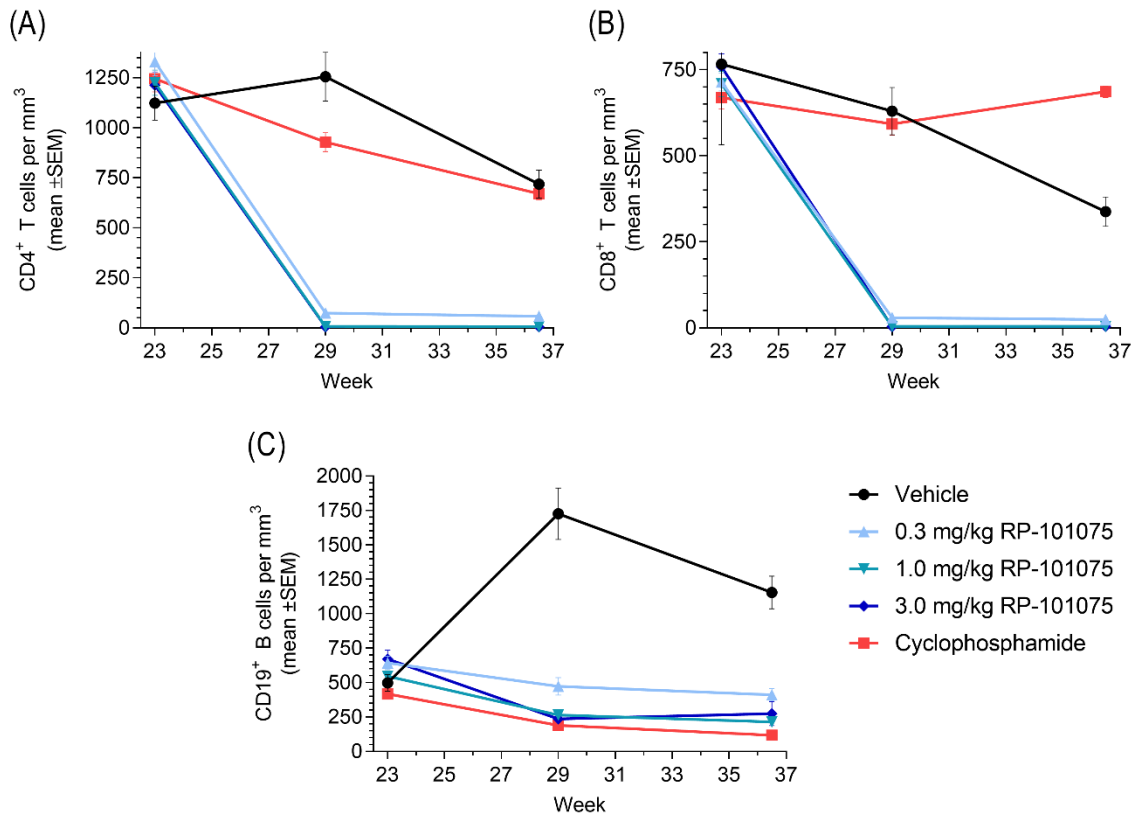 (A)
CD4+ T cells per mm3
(mean ±SEM)
1250
1000
750
500
250
0
23 25 27 29 31 33 35 37
Week
(B)
CD8+ T cells per mm3
(mean ±SEM)
750
500
250
0
23 25 27 29 31 33 35 37
Week
(C)
CD19+ B cells per mm3
(mean ±SEM)
2000
1750
1500
1250
1000
750
500
250
0
23 25 27 29 31 33 35 37
Week
Vehicle
0.3 mg/kg RP-101075
1.0 mg/kg RP-101075
3.0 mg/kg RP-101075
Cyclophosphamide